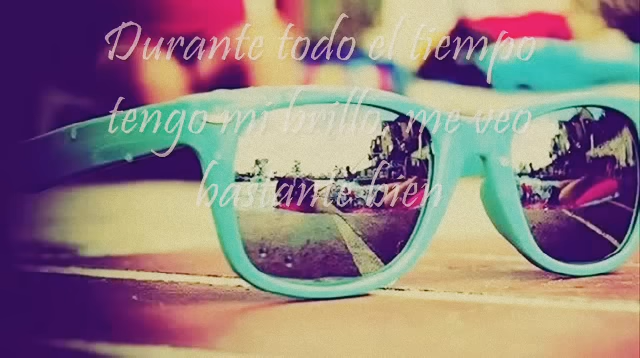 Durante todo el tiempo
tengo mi brillo, me veo
bastante bien